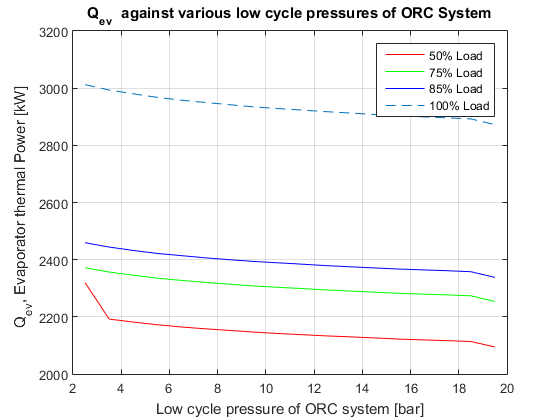 Q_ev against various low cycle pressures of ORC System
3200
3000
2800
2600
2400
2200
2000
Q_ev, Evaporator thermal Power [kW]
50% Load
75% Load
85% Load
100% Load
2 4 6 8 10 12 14 16 18 20
Low cycle pressure of ORC system [bar]